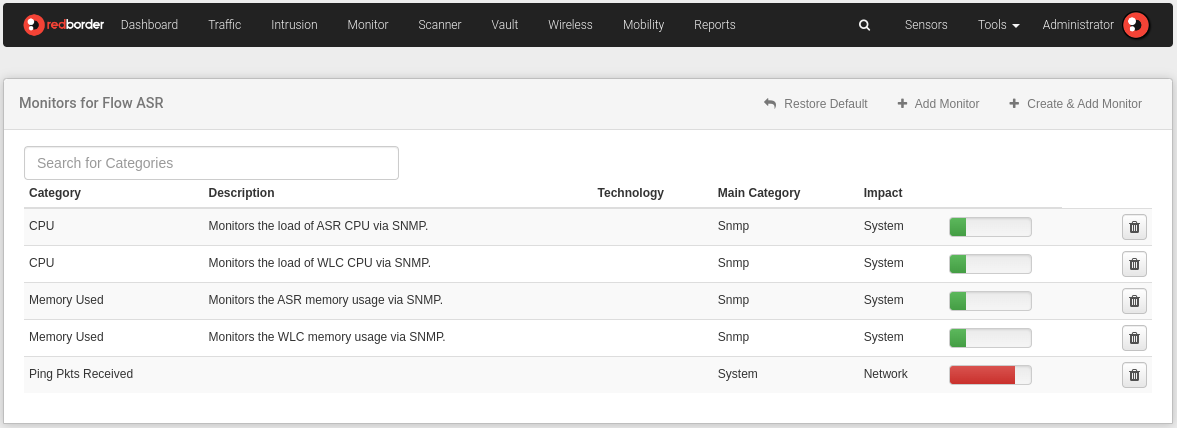 redborder Dashboard Traffic Intrusion Monitor Scanner Vault Wireless Mobility Reports Sensors Tools Administrator
Monitors for Flow ASR Restore Default Add Monitor Create & Add Monitor
Search for Categories
Category Description Technology Main Category Impact
CPU Monitors the load of ASR CPU via SNMP. Snmp System
CPU Monitors the load of WLC CPU via SNMP. Snmp System
Memory Used Monitors the ASR memory usage via SNMP. Snmp System
Memory Used Monitors the WLC memory usage via SNMP. Snmp System
Ping Pkts Received System Network